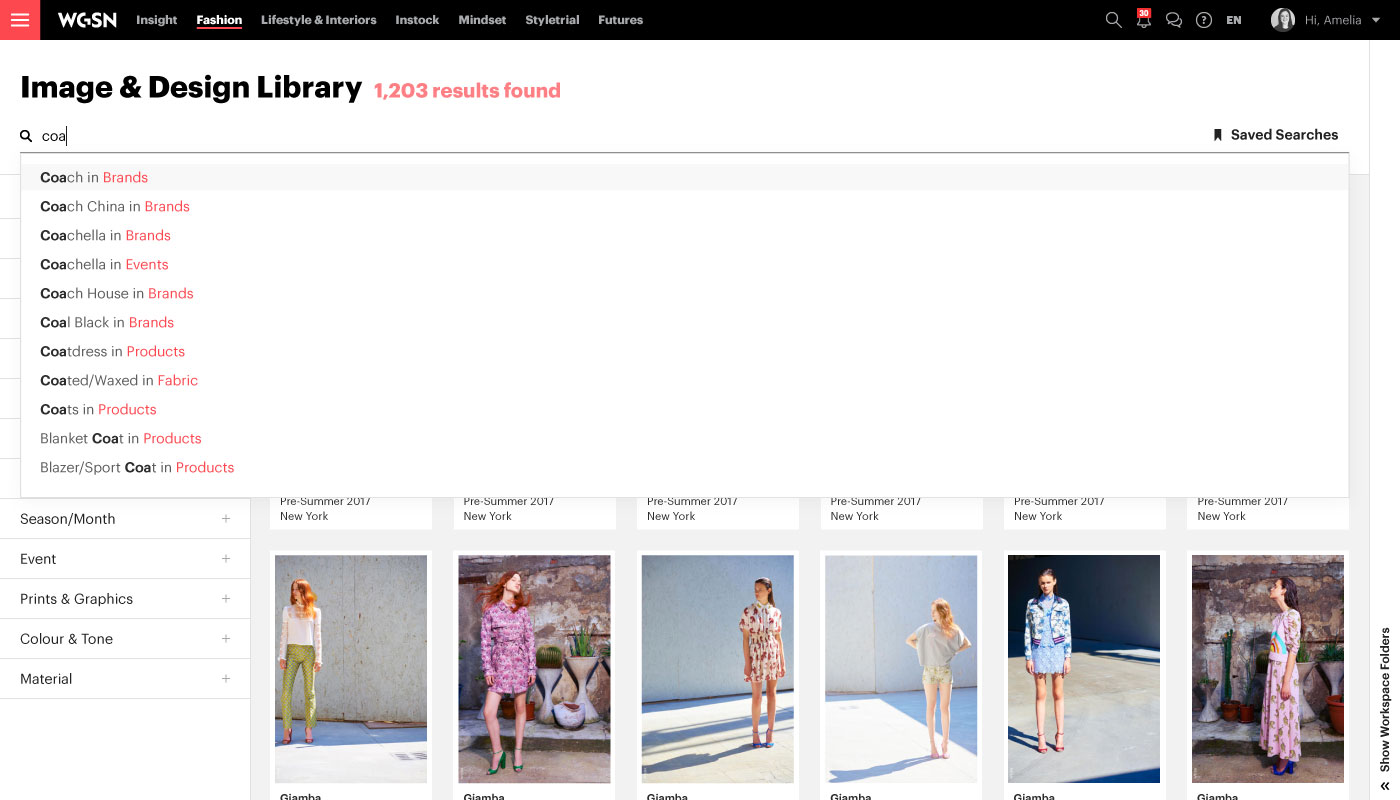 WGSN Insight Fashion Lifestyle & Interiors Instock Mindset Styletrial Futures 30 ? EN Hi, Amelia
Image & Design Library 1,203 results found
coa Saved Searches
Coach in Brands
Coach China in Brands
Coachella in Brands
Coachella in Events
Coach House in Brands
Coal Black in Brands
Coatdress in Products
Coated/Waxed in Fabric
Coats in Products
Blanket Coat in Products
Blazer/Sport Coat in Products
Pre-Summer 2017 Pre-Summer 2017 Pre-Summer 2017 Pre-Summer 2017 Pre-Summer 2017 Pre-Summer 2017
New York New York New York New York New York New York
Season/Month +
Event +
Prints & Graphics +
Colour & Tone +
Material +
Giamba Giamba Giamba Giamba Giamba Giamba
« Show Workspace Folders